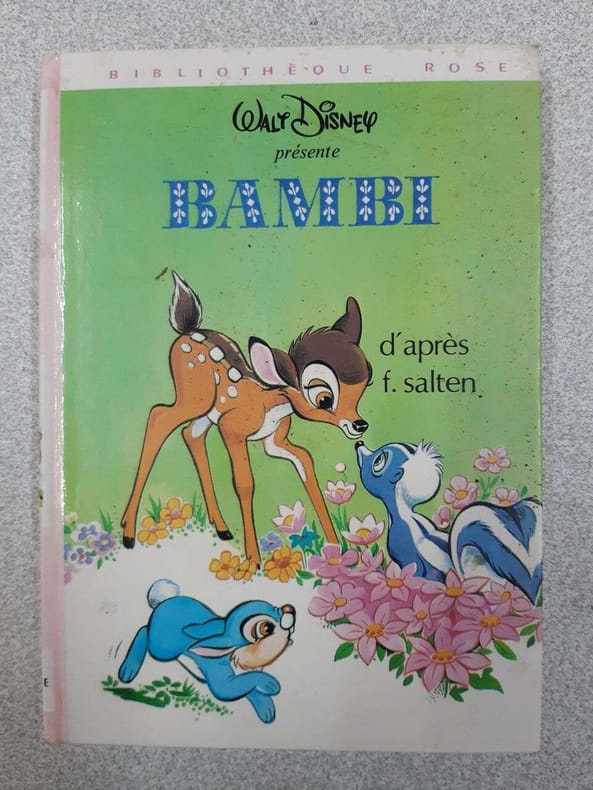 BIBLIOTHÈQUE ROSE
WALT DISNEY
présente
BAMBI
d'après
f. salten
E